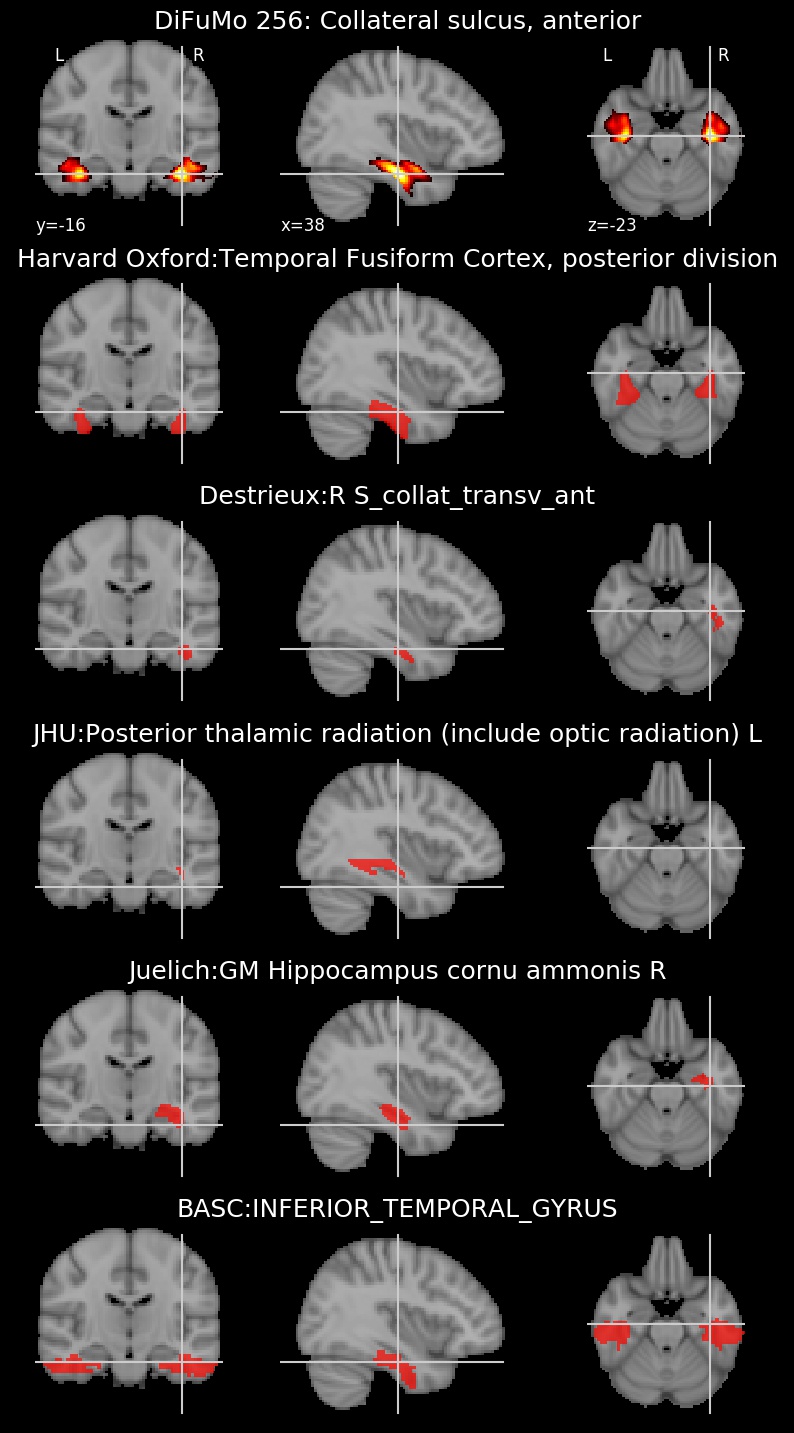 DiFuMo 256: Collateral sulcus, anterior
L R L R
y=-16 x=38 z=-23
Harvard Oxford:Temporal Fusiform Cortex, posterior division
Destrieux:R S_collat_transv_ant
JHU:Posterior thalamic radiation (include optic radiation) L
Juelich:GM Hippocampus cornu ammonis R
BASC:INFERIOR_TEMPORAL_GYRUS